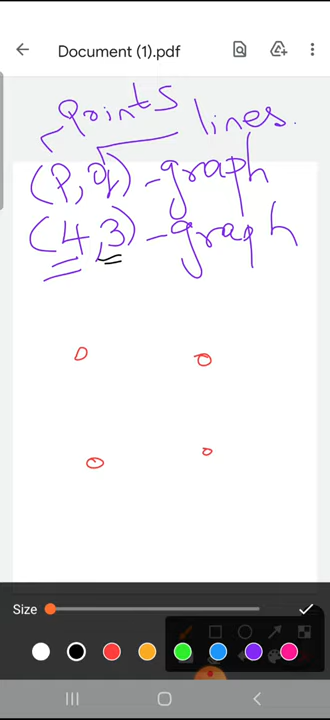 Document (1).pdf
Points lines.
(P, q) - graph
(4, 3) - graph
Size